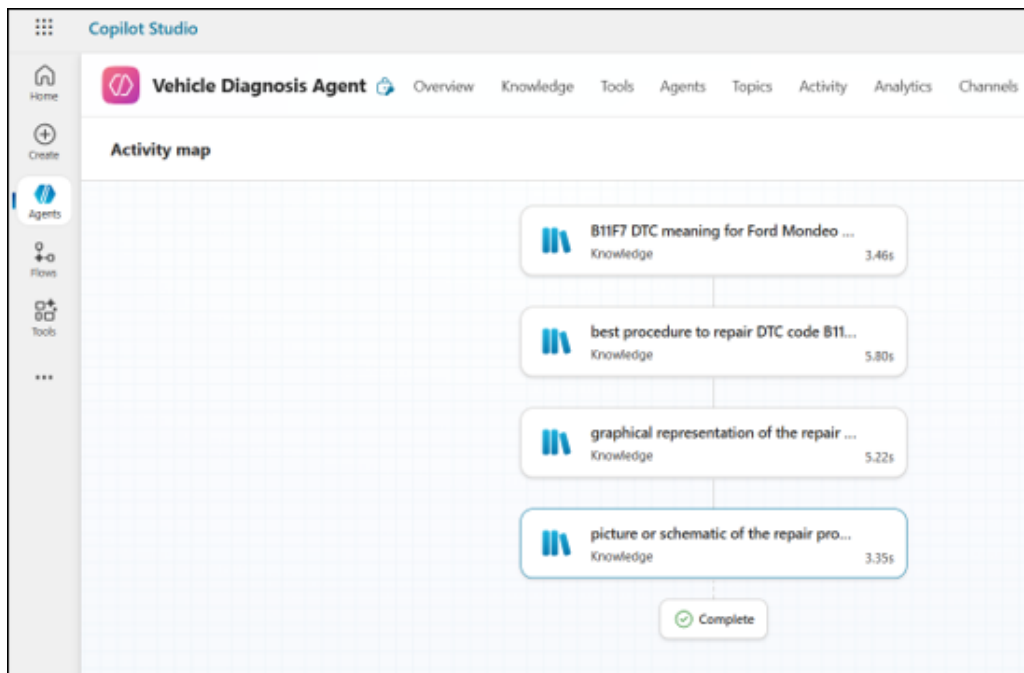 Copilot Studio
Vehicle Diagnosis Agent Overview Knowledge Tools Agents Topics Activity Analytics Channels
Home
Create
Agents
Flows
Tools
Activity map
B11F7 DTC meaning for Ford Mondeo ...
Knowledge 3.46s
best procedure to repair DTC code B11...
Knowledge 5.80s
graphical representation of the repair ...
Knowledge 5.22s
picture or schematic of the repair pro...
Knowledge 3.35s
Complete